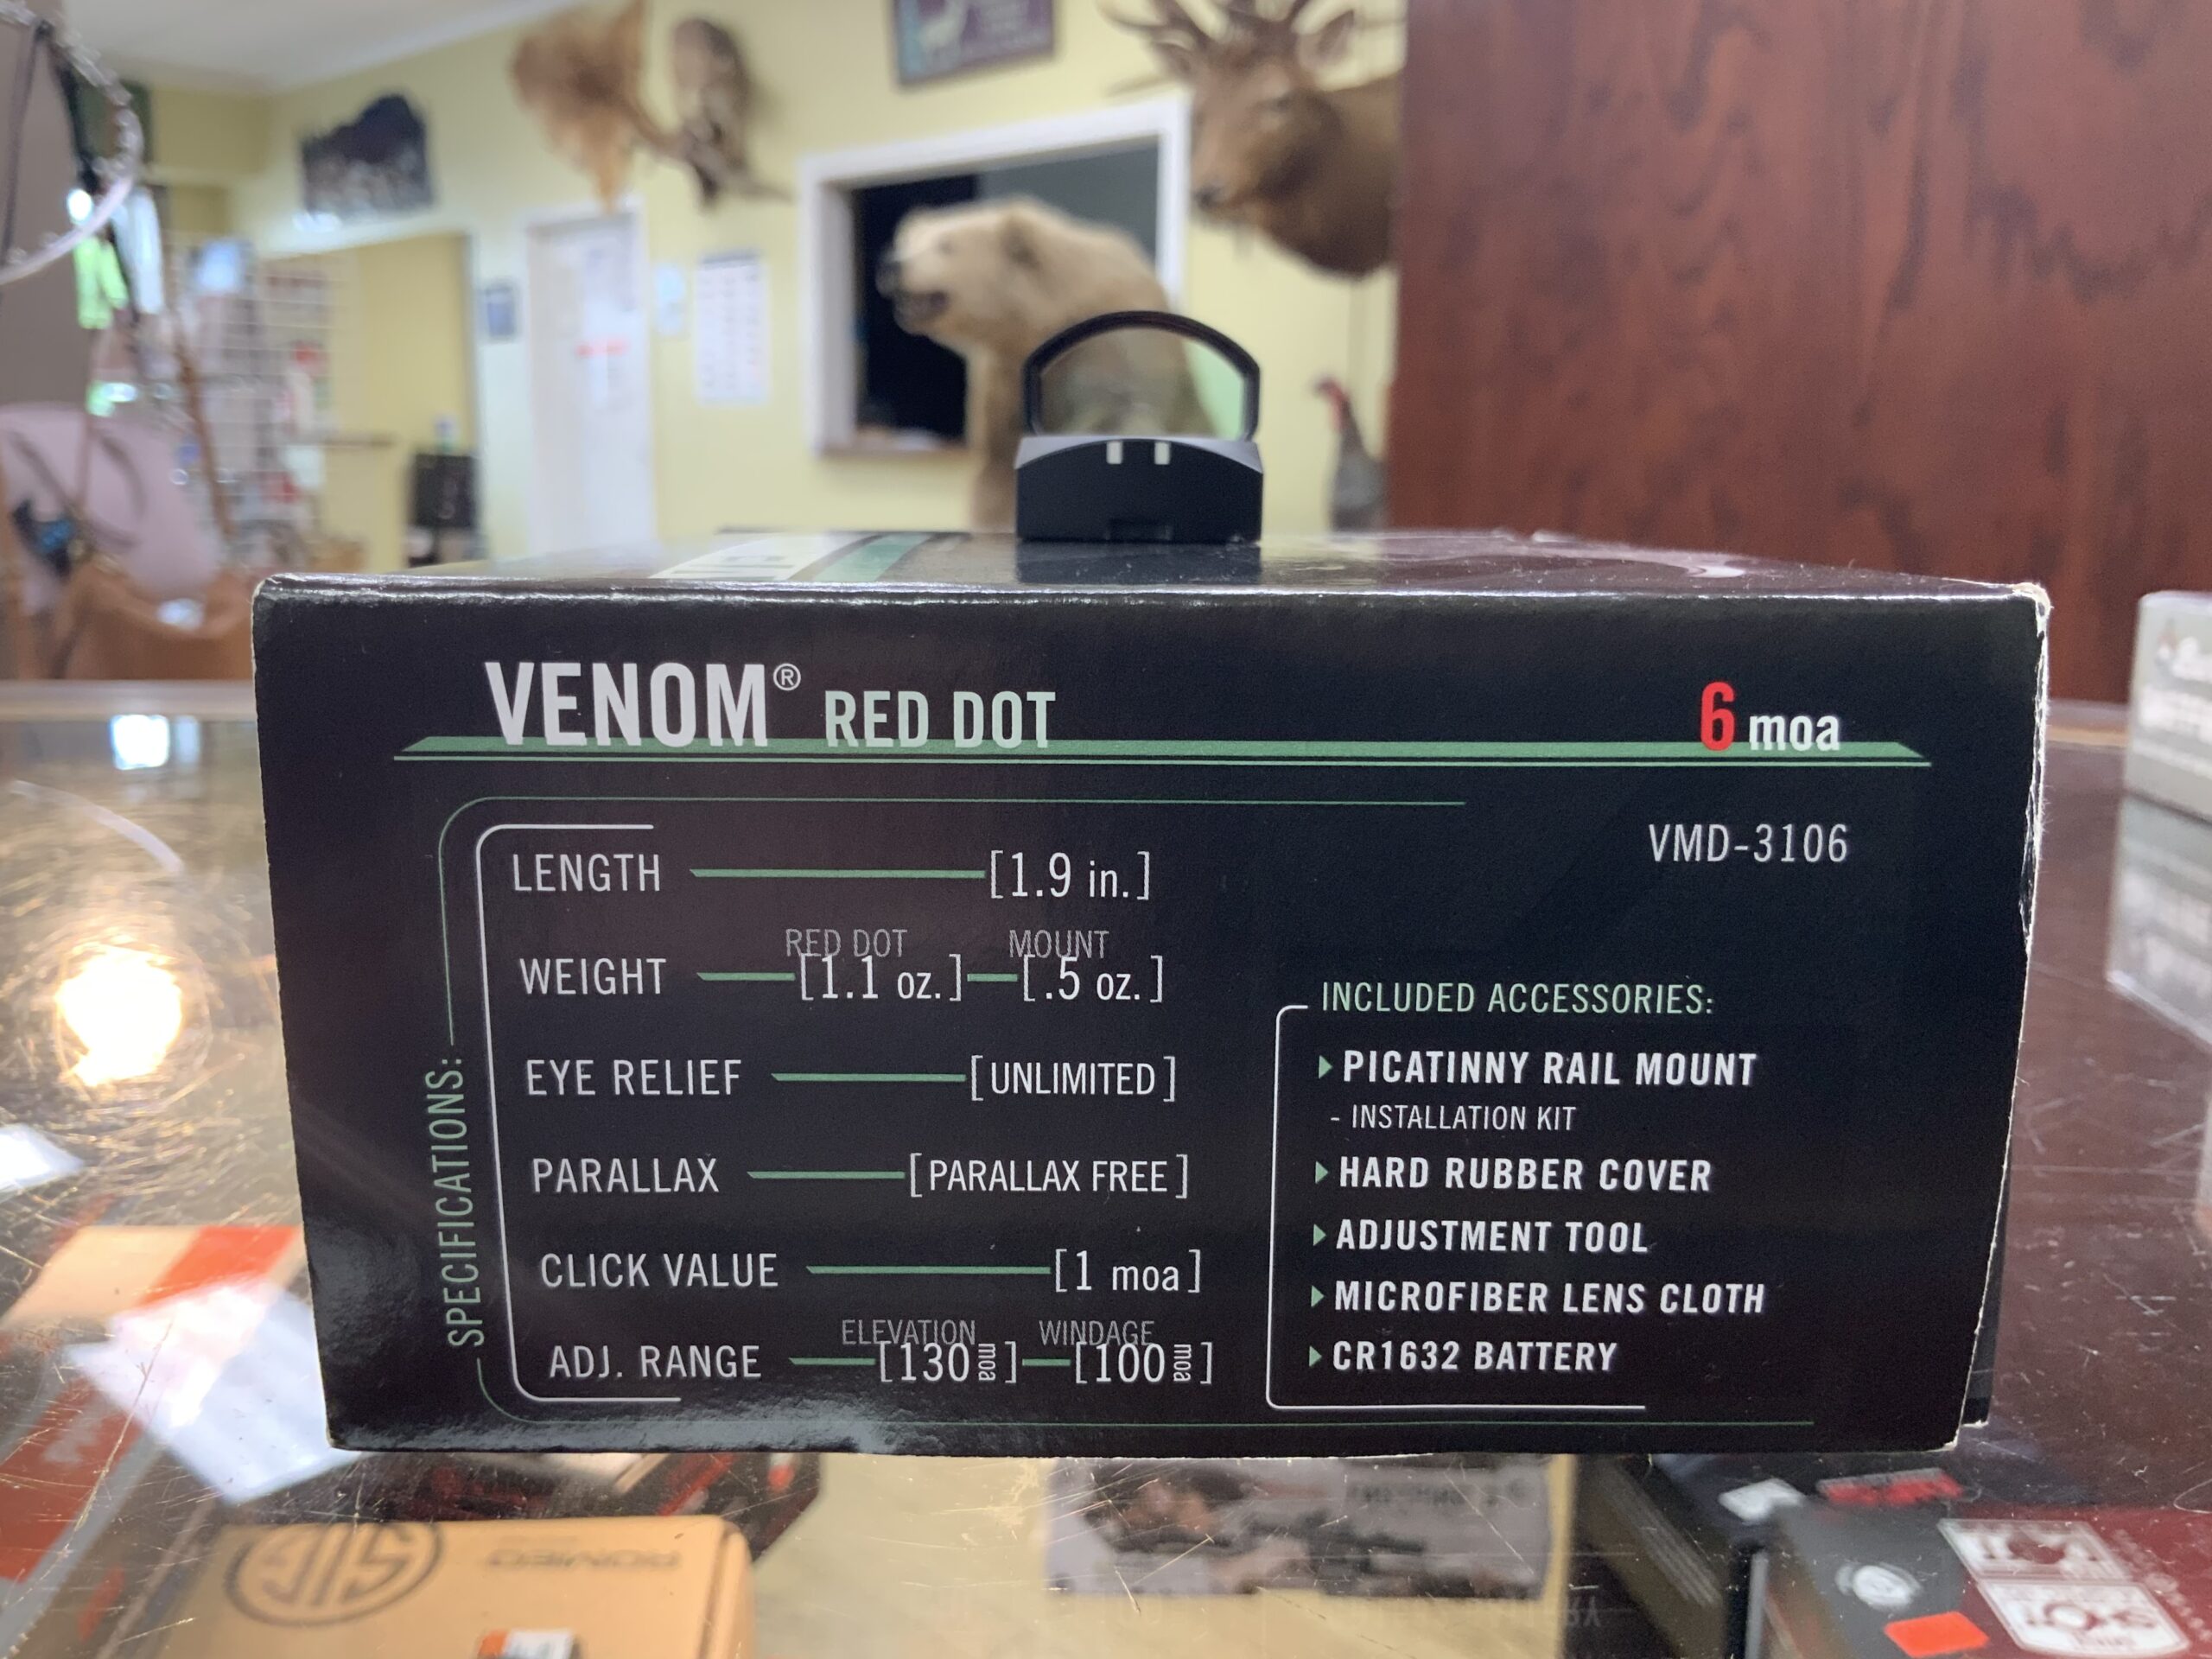 VENOM® RED DOT
6 moa
VMD-3106
SPECIFICATIONS:
LENGTH [1.9 in.]
RED DOT MOUNT
WEIGHT [1.1 oz.] [.5 oz.]
EYE RELIEF [UNLIMITED]
PARALLAX [PARALLAX FREE]
CLICK VALUE [1 moa]
ELEVATION WINDAGE
ADJ. RANGE [130 moa] [100 moa]
INCLUDED ACCESSORIES:
PICATINNY RAIL MOUNT
- INSTALLATION KIT
HARD RUBBER COVER
ADJUSTMENT TOOL
MICROFIBER LENS CLOTH
CR1632 BATTERY
SIG
ROMEO